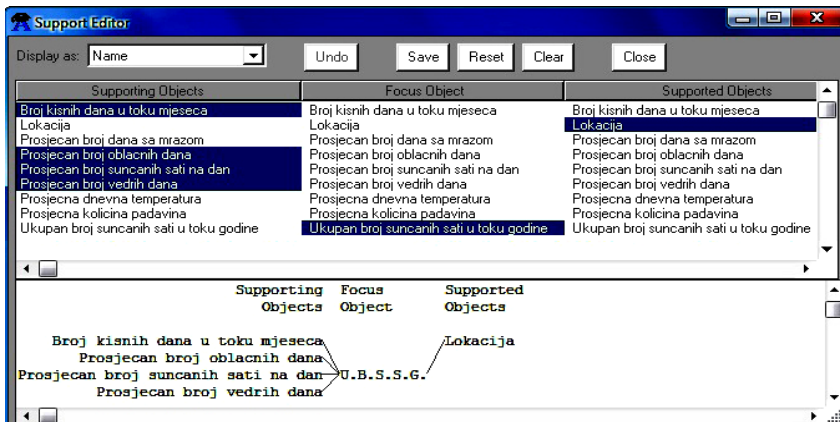 Support Editor
Display as: Name Undo Save Reset Clear Close
Supporting Objects Focus Object Supported Objects
Broj kisnih dana u toku mjeseca Broj kisnih dana u toku mjeseca Broj kisnih dana u toku mjeseca
Lokacija Lokacija Lokacija
Prosjecan broj dana sa mrazom Prosjecan broj dana sa mrazom Prosjecan broj dana sa mrazom
Prosjecan broj oblacnih dana Prosjecan broj oblacnih dana Prosjecan broj oblacnih dana
Prosjecan broj suncanih sati na dan Prosjecan broj suncanih sati na dan Prosjecan broj suncanih sati na dan
Prosjecan broj vedrih dana Prosjecan broj vedrih dana Prosjecan broj vedrih dana
Prosjecna dnevna temperatura Prosjecna dnevna temperatura Prosjecna dnevna temperatura
Prosjecna kolicina padavina Prosjecna kolicina padavina Prosjecna kolicina padavina
Ukupan broj suncanih sati u toku godine Ukupan broj suncanih sati u toku godine Ukupan broj suncanih sati u toku godine
Supporting Focus Supported
Objects Object Objects
Broj kisnih dana u toku mjeseca Lokacija
Prosjecan broj oblacnih dana
Prosjecan broj suncanih sati na dan U.B.S.S.G.
Prosjecan broj vedrih dana